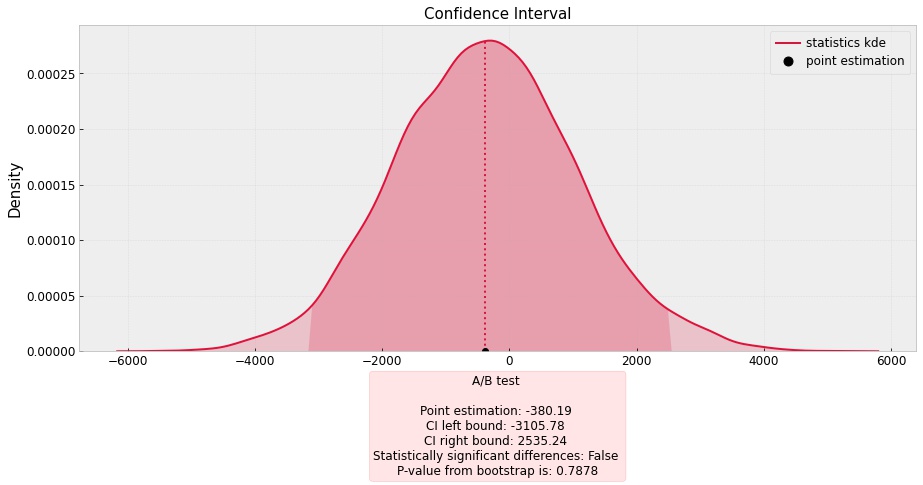 Confidence Interval
statistics kde
point estimation
Density
0.00025
0.00020
0.00015
0.00010
0.00005
0.00000
−6000 −4000 −2000 0 2000 4000 6000
A/B test
Point estimation: -380.19
CI left bound: -3105.78
CI right bound: 2535.24
Statistically significant differences: False
P-value from bootstrap is: 0.7878